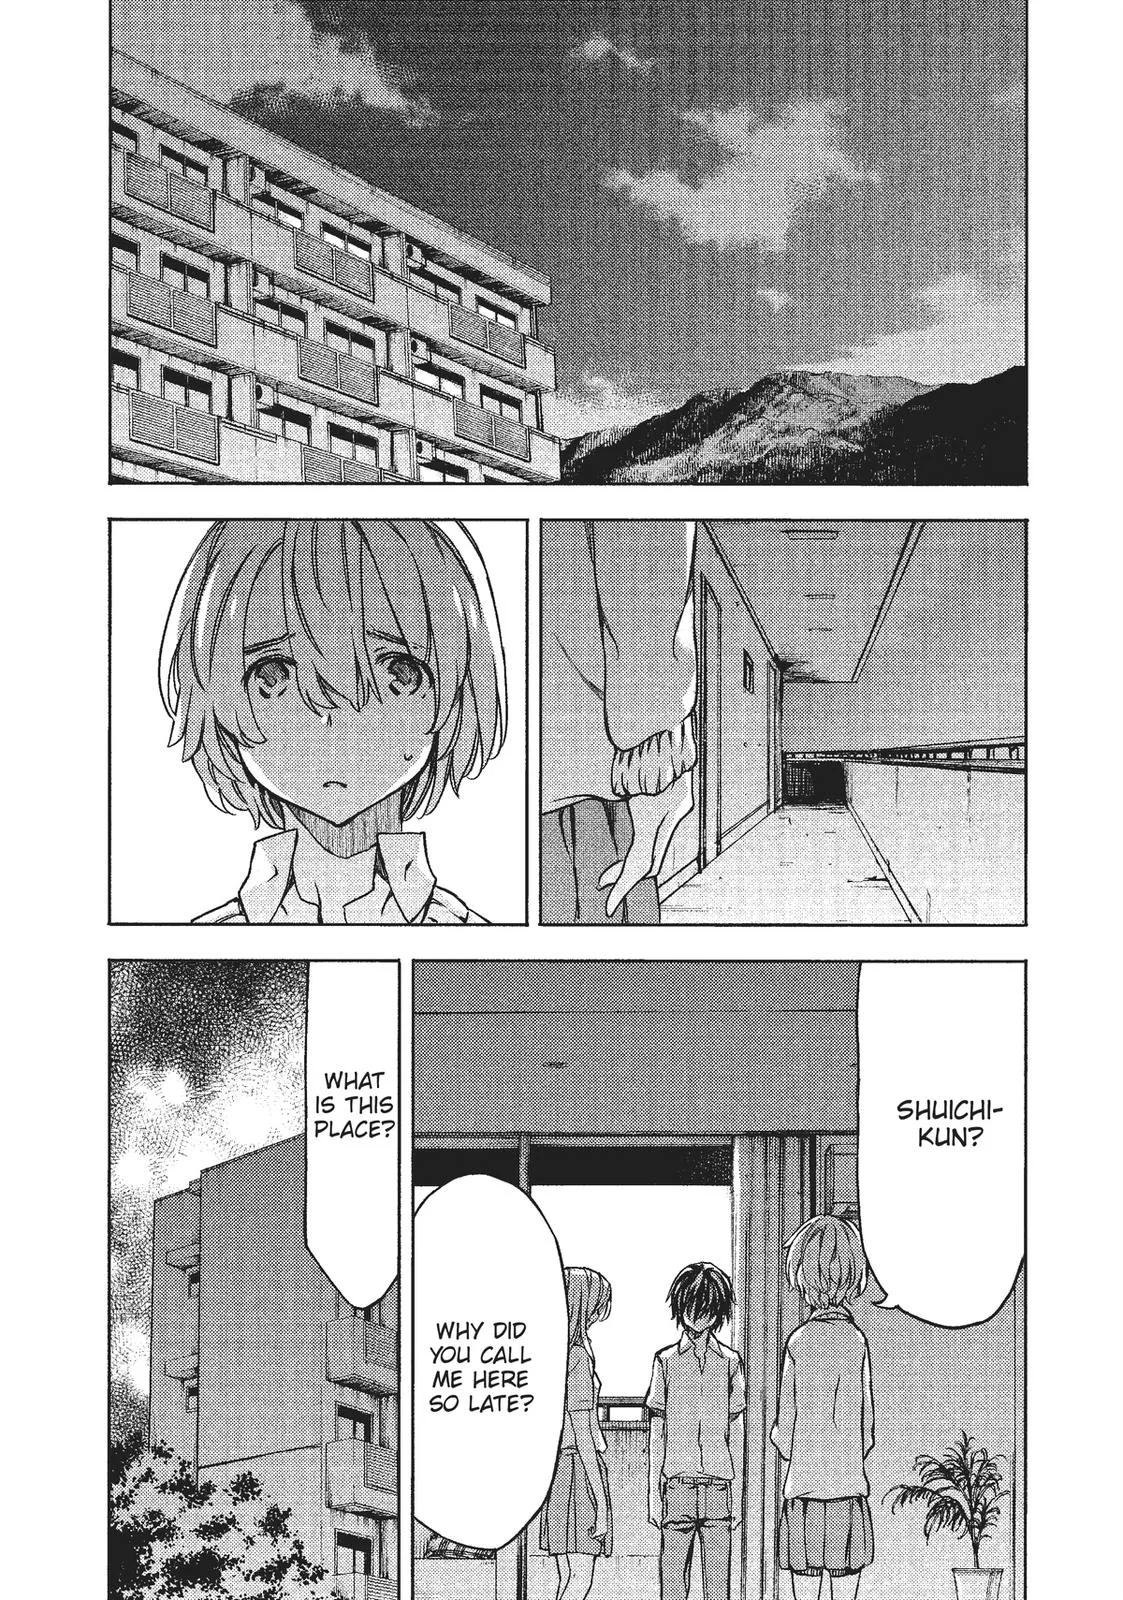 SHUICHI-
KUN?
WHY DID
YOU CALL
ME HERE
SO LATE?
WHAT
IS THIS
PLACE?